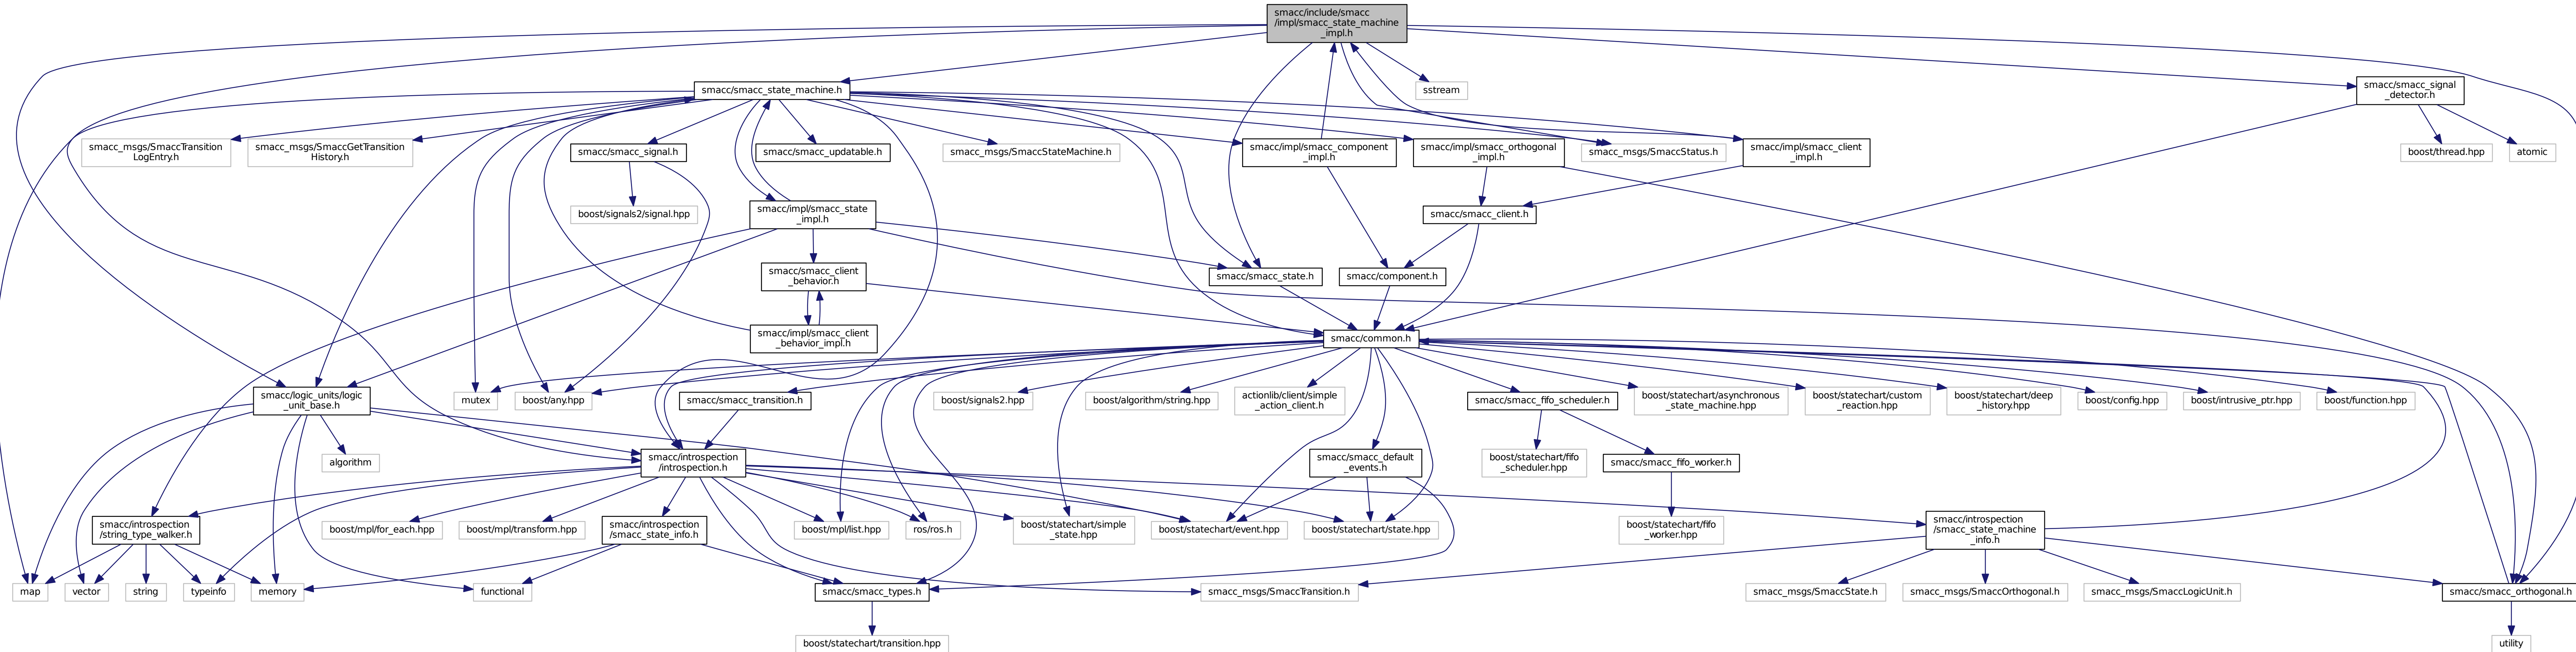 smacc/include/smacc
/impl/smacc_state_machine
_impl.h
smacc/smacc_state_machine.h
sstream
smacc/smacc_signal
_detector.h
smacc_msgs/SmaccTransition
LogEntry.h
smacc_msgs/SmaccGetTransition
History.h
smacc/smacc_signal.h
smacc/smacc_updatable.h
smacc_msgs/SmaccStateMachine.h
smacc/impl/smacc_component
_impl.h
smacc/impl/smacc_orthogonal
_impl.h
smacc_msgs/SmaccStatus.h
smacc/impl/smacc_client
_impl.h
boost/thread.hpp
atomic
boost/signals2/signal.hpp
smacc/impl/smacc_state
_impl.h
smacc/smacc_client.h
smacc/smacc_client
_behavior.h
smacc/smacc_state.h
smacc/component.h
smacc/impl/smacc_client
_behavior_impl.h
smacc/common.h
smacc/logic_units/logic
_unit_base.h
mutex
boost/any.hpp
smacc/smacc_transition.h
boost/signals2.hpp
boost/algorithm/string.hpp
actionlib/client/simple
_action_client.h
smacc/smacc_fifo_scheduler.h
boost/statechart/asynchronous
_state_machine.hpp
boost/statechart/custom
_reaction.hpp
boost/statechart/deep
_history.hpp
boost/config.hpp
boost/intrusive_ptr.hpp
boost/function.hpp
algorithm
smacc/introspection
/introspection.h
smacc/smacc_default
_events.h
boost/statechart/fifo
_scheduler.hpp
smacc/smacc_fifo_worker.h
smacc/introspection
/string_type_walker.h
boost/mpl/for_each.hpp
boost/mpl/transform.hpp
smacc/introspection
/smacc_state_info.h
boost/mpl/list.hpp
ros/ros.h
boost/statechart/simple
_state.hpp
boost/statechart/event.hpp
boost/statechart/state.hpp
boost/statechart/fifo
_worker.hpp
smacc/introspection
/smacc_state_machine
_info.h
map
vector
string
typeinfo
memory
functional
smacc/smacc_types.h
smacc_msgs/SmaccTransition.h
smacc_msgs/SmaccState.h
smacc_msgs/SmaccOrthogonal.h
smacc_msgs/SmaccLogicUnit.h
smacc/smacc_orthogonal.h
boost/statechart/transition.hpp
utility